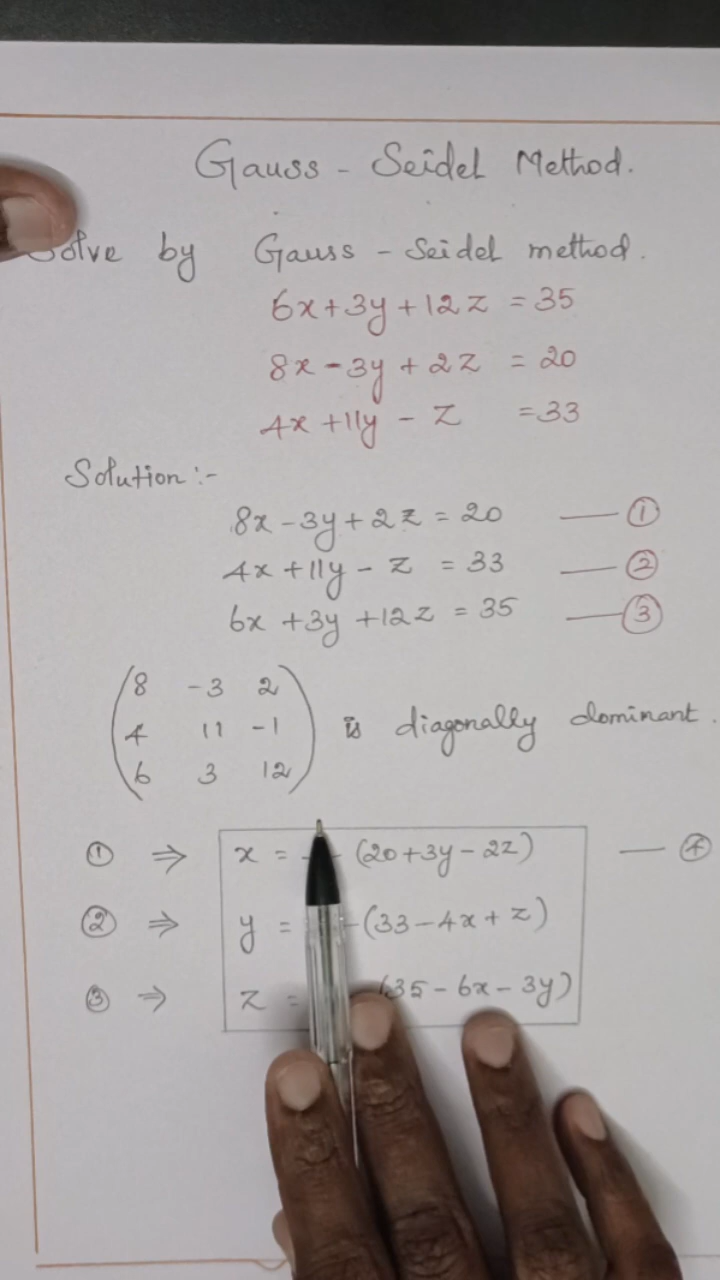 Gauss - Seidel Method.
Solve by Gauss - Seidel method.
6x + 3y + 12z = 35
8x - 3y + 2z = 20
4x + 11y - z = 33
Solution :-
8x - 3y + 2z = 20 — ①
4x + 11y - z = 33 — ②
6x + 3y + 12z = 35 — ③
8 -3 2
4 11 -1 is diagonally dominant.
6 3 12
① ⇒ x = (20 + 3y - 2z) — ④
② ⇒ y = (33 - 4x + z)
③ ⇒ z = (35 - 6x - 3y)